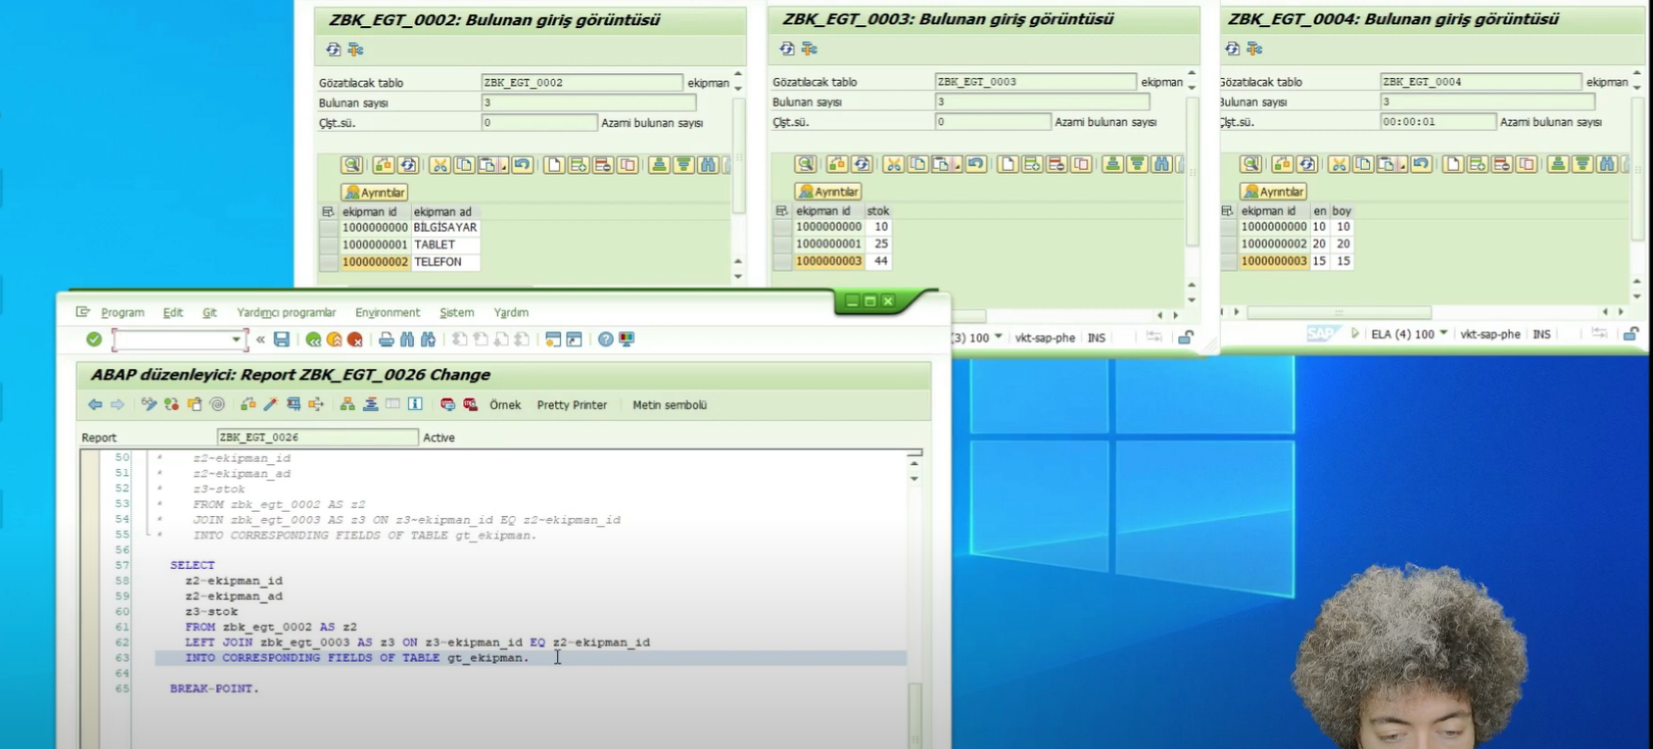 ZBK_EGT_0002: Bulunan giriş görüntüsü
Gözatılacak tablo ZBK_EGT_0002 ekipman
Bulunan sayısı 3
Çlşt.sü. 0 Azami bulunan sayısı
Ayrıntılar
ekipman id ekipman ad
1000000000 BİLGİSAYAR
1000000001 TABLET
1000000002 TELEFON
ZBK_EGT_0003: Bulunan giriş görüntüsü
Gözatılacak tablo ZBK_EGT_0003 ekipman
Bulunan sayısı 3
Çlşt.sü. 0 Azami bulunan sayısı
Ayrıntılar
ekipman id stok
1000000000 10
1000000001 25
1000000003 44
(3) 100 vkt-sap-phe INS
ZBK_EGT_0004: Bulunan giriş görüntüsü
Gözatılacak tablo ZBK_EGT_0004 ekipman
Bulunan sayısı 3
Çlşt.sü. 00:00:01 Azami bulunan sayısı
Ayrıntılar
ekipman id en boy
1000000000 10 10
1000000002 20 20
1000000003 15 15
SAP ELA (4) 100 vkt-sap-phe INS
Program Edit Git Yardımcı programlar Environment Sistem Yardım
ABAP düzenleyici: Report ZBK_EGT_0026 Change
Örnek Pretty Printer Metin sembolü
Report ZBK_EGT_0026 Active
50 * z2~ekipman_id
51 * z2~ekipman_ad
52 * z3~stok
53 * FROM zbk_egt_0002 AS z2
54 * JOIN zbk_egt_0003 AS z3 ON z3~ekipman_id EQ z2~ekipman_id
55 * INTO CORRESPONDING FIELDS OF TABLE gt_ekipman.
56
57 SELECT
58 z2~ekipman_id
59 z2~ekipman_ad
60 z3~stok
61 FROM zbk_egt_0002 AS z2
62 LEFT JOIN zbk_egt_0003 AS z3 ON z3~ekipman_id EQ z2~ekipman_id
63 INTO CORRESPONDING FIELDS OF TABLE gt_ekipman.
64
65 BREAK-POINT.